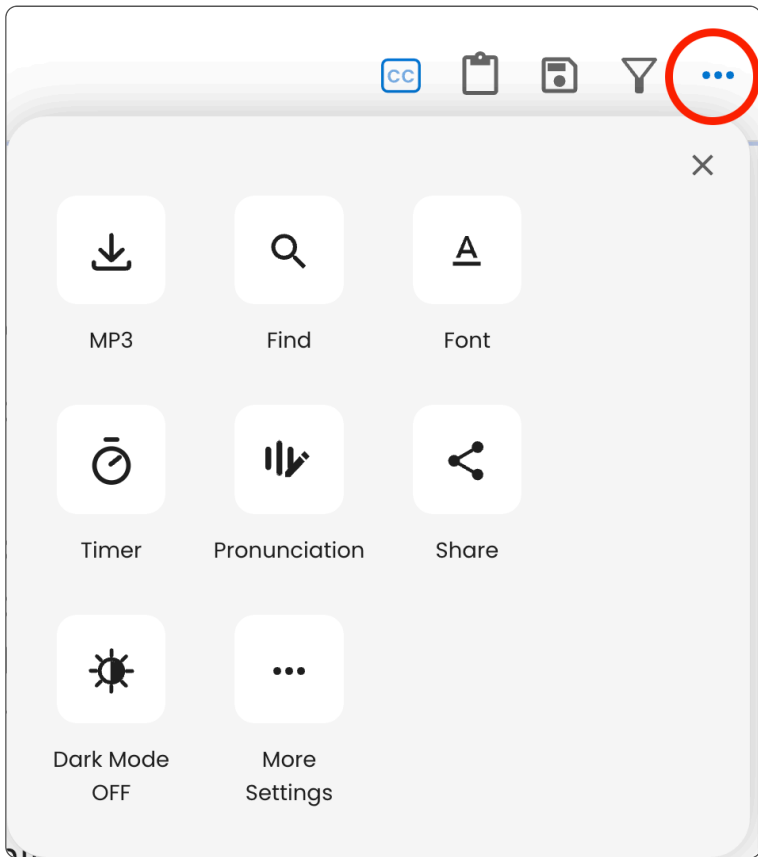 CC
A
MP3 Find Font
Timer Pronunciation Share
Dark Mode More
OFF Settings